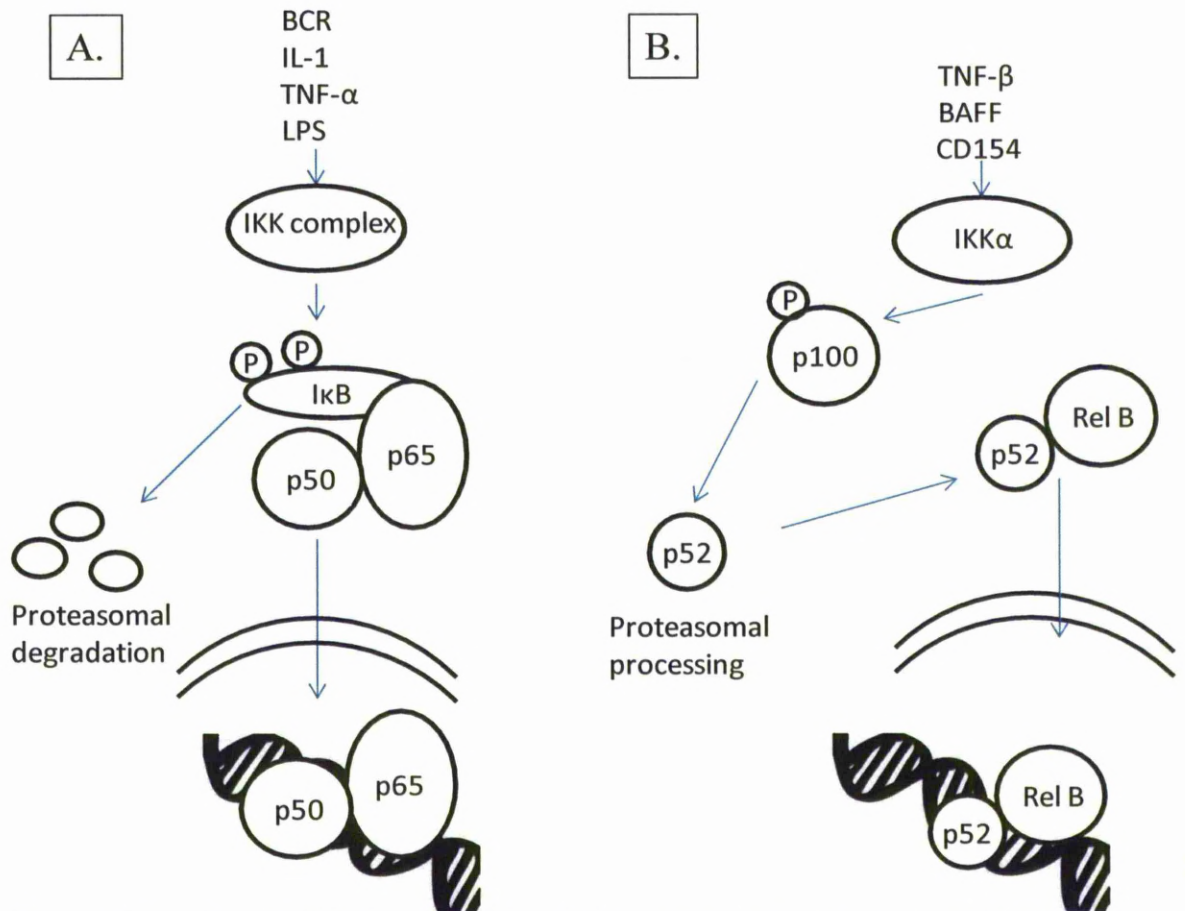 A.
BCR
IL-1
TNF-α
LPS
IKK complex
P
P
IκB
p50
p65
Proteasomal
degradation
p50
p65
B.
TNF-β
BAFF
CD154
IKKα
P
p100
Rel B
p52
p52
Proteasomal
processing
Rel B
p52